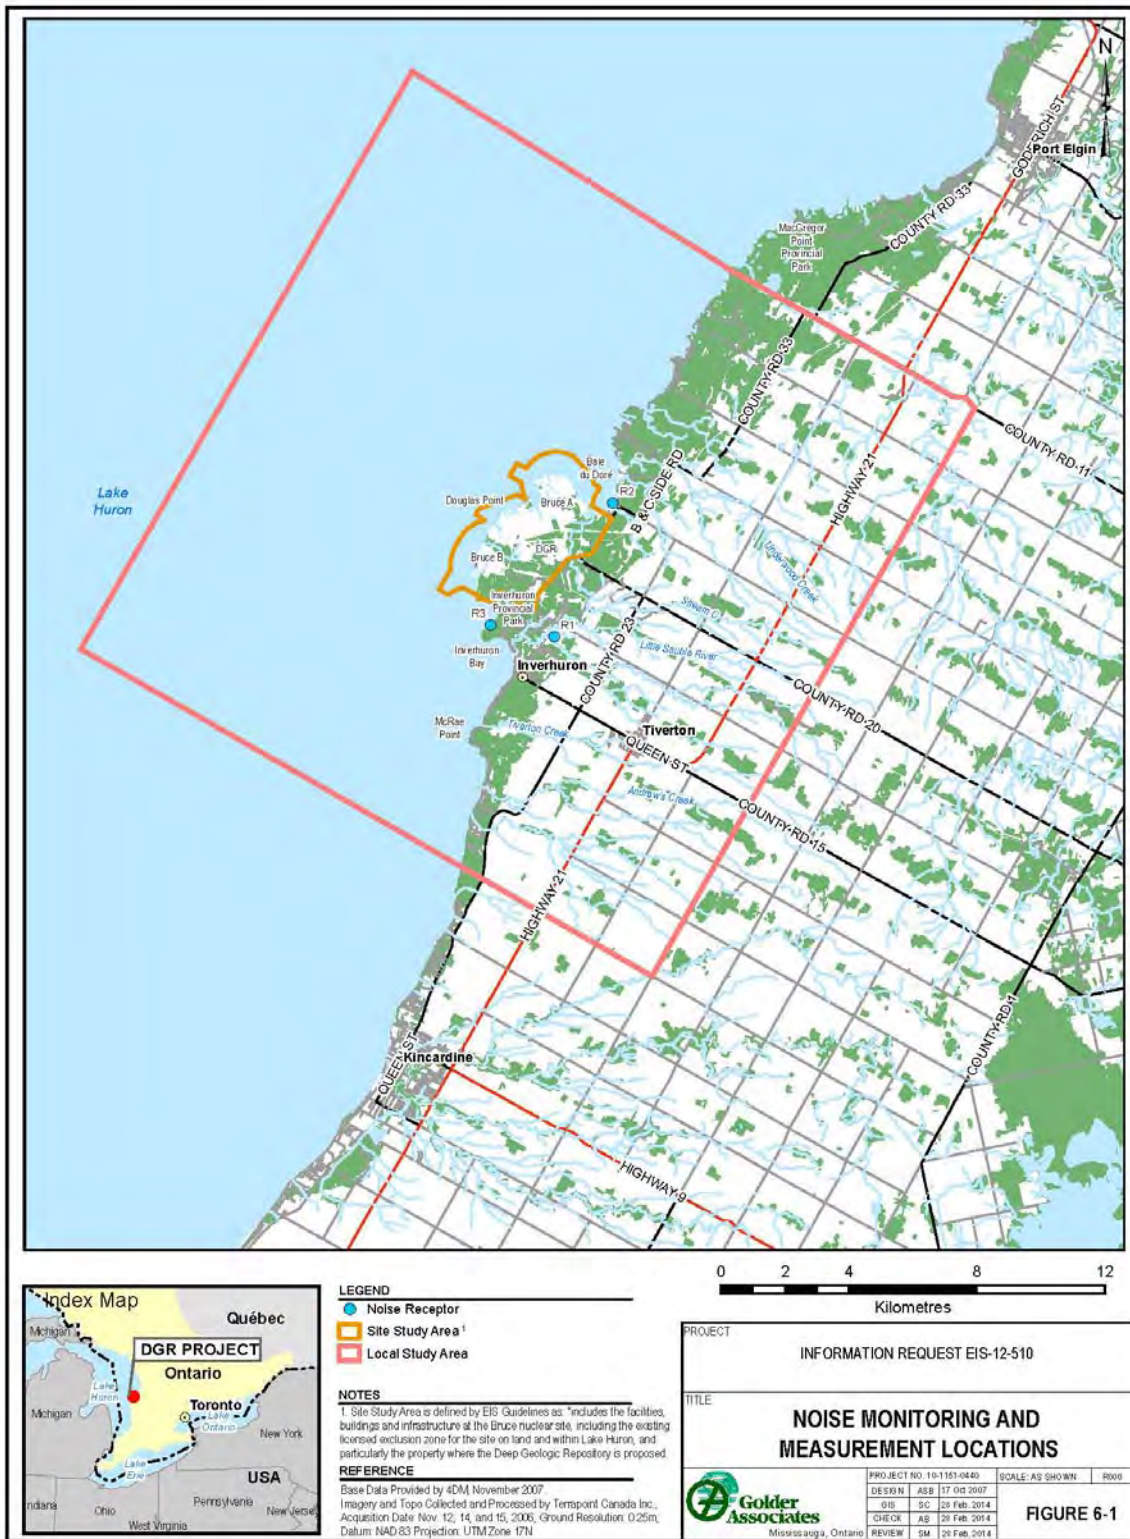 N
GODERICH ST
Port Elgin
COUNTY RD 33
MacGregor
Point
Provincial
Park
COUNTY RD 33
COUNTY RD 11
HIGHWAY 21
Lake
Huron
Baie
du Doré
Douglas Point
Bruce A
R2
B & C SIDE RD
DGR
Bruce B
Underwood Creek
Inverhuron
Provincial
Park
R3
R1
COUNTY RD 23
Little Sauble River
Inverhuron
Bay
Inverhuron
COUNTY RD 20
McRae
Point
Tiverton Creek
Tiverton
QUEEN ST
Andrew's Creek
COUNTY RD 15
HIGHWAY 21
COUNTY RD 1
QUEEN ST
Kincardine
HIGHWAY 9
0 2 4 8 12
Kilometres
Index Map
Québec
Michigan
DGR PROJECT
Ontario
Lake
Huron
Toronto
Lake
Ontario
Michigan
New York
Lake
Erie
USA
Pennsylvania
Indiana
Ohio
New Jersey
West Virginia
LEGEND
Noise Receptor
Site Study Area 1
Local Study Area
NOTES
1. Site Study Area is defined by EIS Guidelines as: "includes the facilities,
buildings and infrastructure at the Bruce nuclear site, including the existing
licensed exclusion zone for the site on land and within Lake Huron, and
particularly the property where the Deep Geologic Repository is proposed
REFERENCE
Base Data Provided by 4DM, November 2007.
Imagery and Topo Collected and Processed by Terrapoint Canada Inc.,
Acquisition Date Nov. 12, 14, and 15, 2006, Ground Resolution: 0.25m,
Datum: NAD 83 Projection: UTM Zone 17N
PROJECT
INFORMATION REQUEST EIS-12-510
TITLE
NOISE MONITORING AND
MEASUREMENT LOCATIONS
Golder
Associates
Mississauga, Ontario
PROJECT NO. 10-1151-0440 SCALE: AS SHOWN R000
DESIGN ASB 17 Oct 2007
GIS SC 28 Feb. 2014
CHECK AB 28 Feb. 2014
REVIEW SM 28 Feb. 2014
FIGURE 6-1